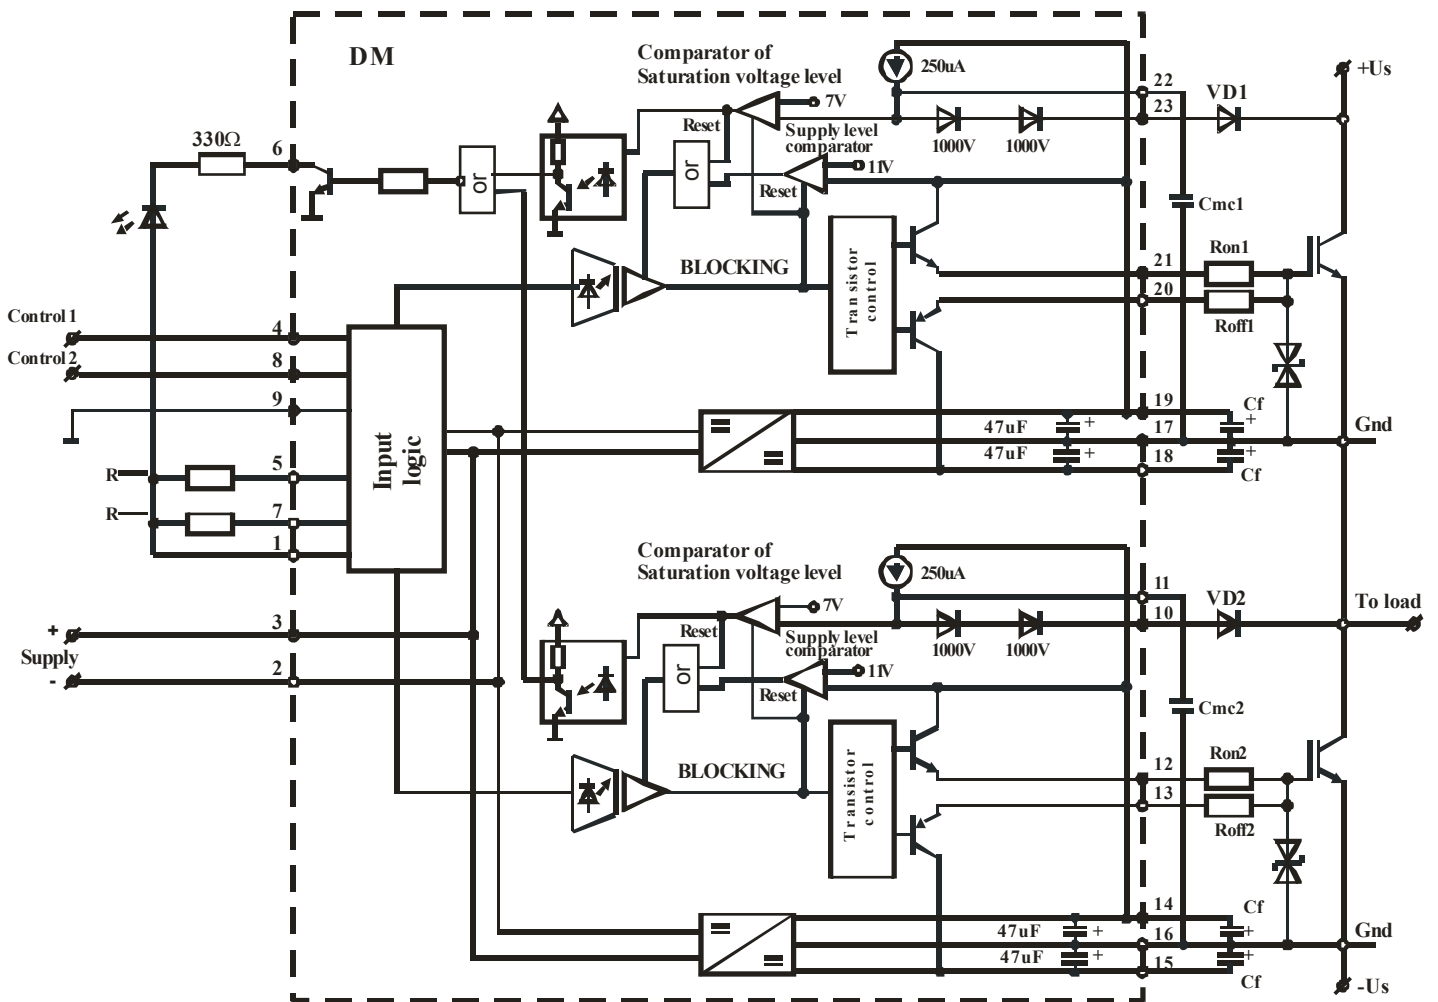 DM
Comparator of
Saturation voltage level
250uA
22
23
VD1
+Us
7V
Reset
Supply level
comparator
11V
Reset
1000V
1000V
330Ω
6
or
or
Cmc1
BLOCKING
Transistor
control
21
20
Ron1
Roff1
Control 1
4
Control 2
8
9
R
5
R
7
1
Input
logic
19
17
18
47uF
+
47uF
+
Cf
+
+
Cf
Gnd
Comparator of
Saturation voltage level
250uA
11
10
VD2
To load
7V
Reset
Supply level
comparator
11V
Reset
1000V
1000V
+
3
Supply
-
2
or
Cmc2
BLOCKING
Transistor
control
12
13
Ron2
Roff2
14
16
15
47uF
+
47uF
+
Cf
+
+
Cf
Gnd
-Us